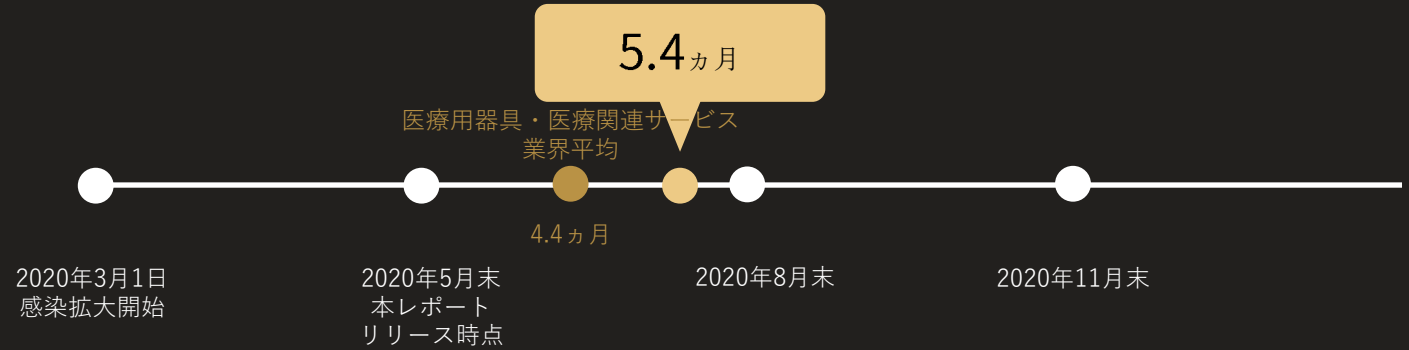 5.4ヵ月
医療用器具・医療関連サービス
業界平均
4.4ヵ月
2020年3月1日
感染拡大開始
2020年5月末
本レポート
リリース時点
2020年8月末
2020年11月末